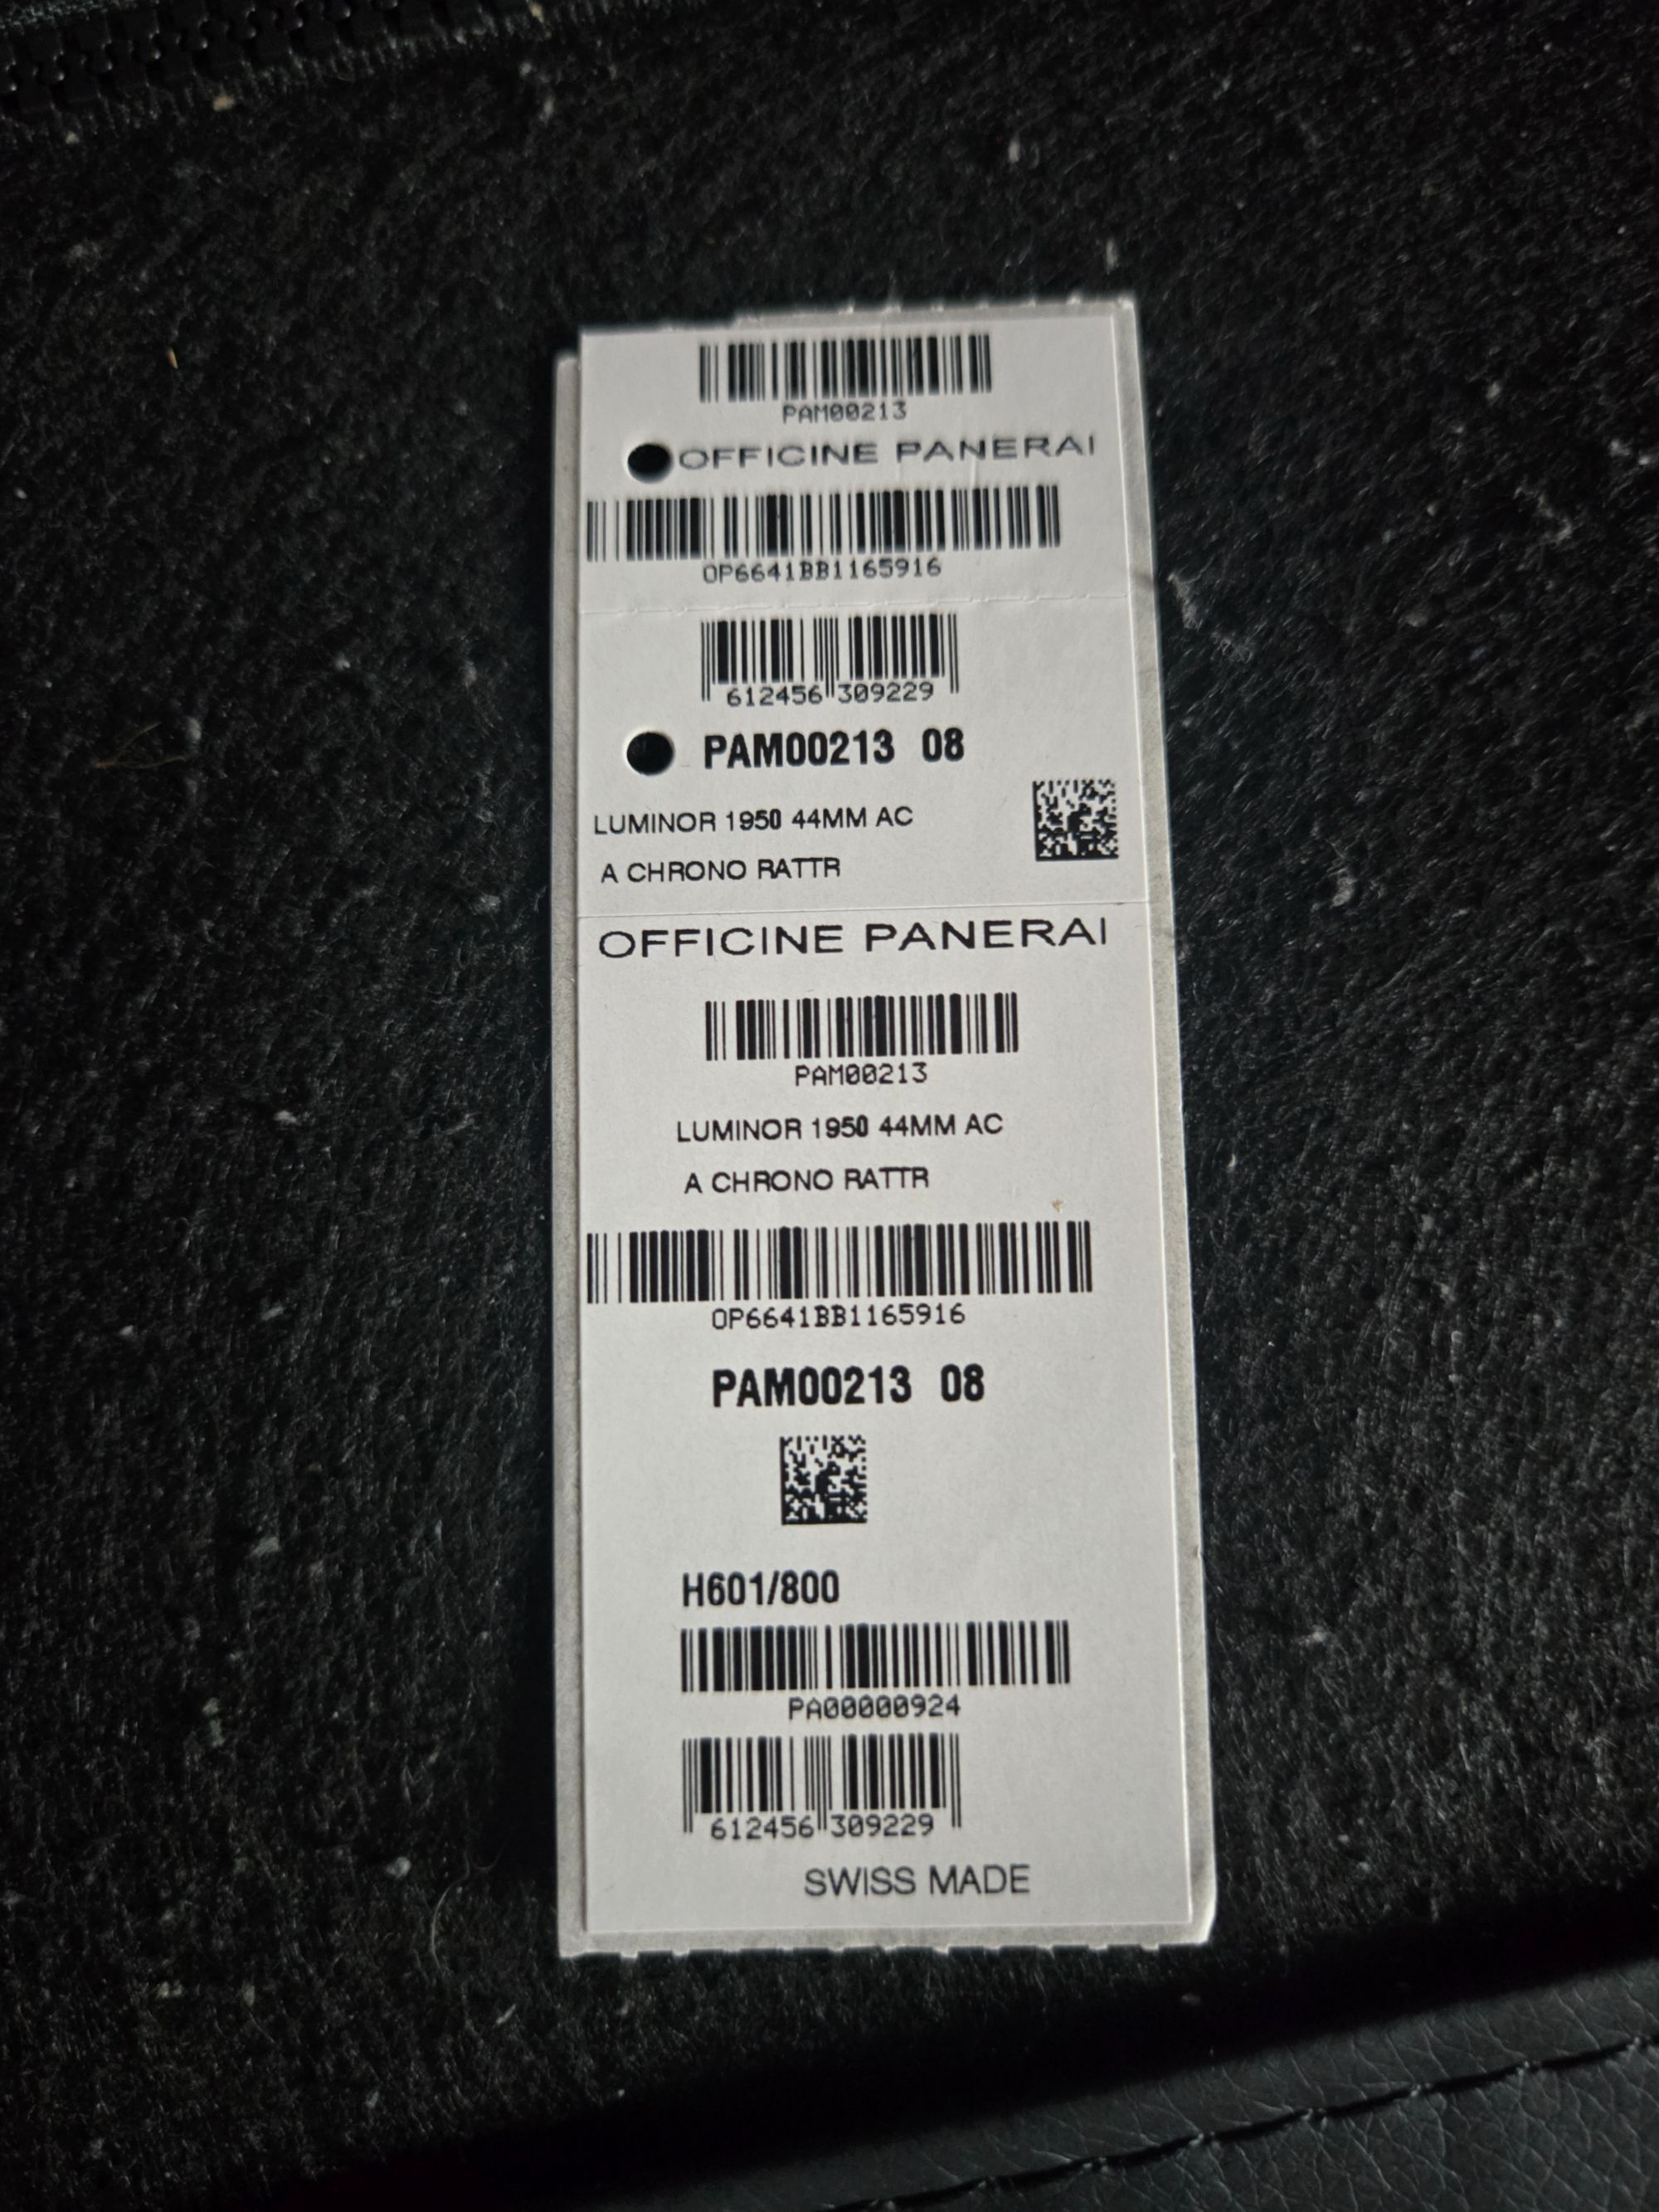 PAM00213
OFFICINE PANERAI
OP6641BB1165916
612456 309229
PAM00213 08
LUMINOR 1950 44MM AC
A CHRONO RATTR
OFFICINE PANERAI
PAM00213
LUMINOR 1950 44MM AC
A CHRONO RATTR
OP6641BB1165916
PAM00213 08
H601/800
PA00000924
612456 309229
SWISS MADE